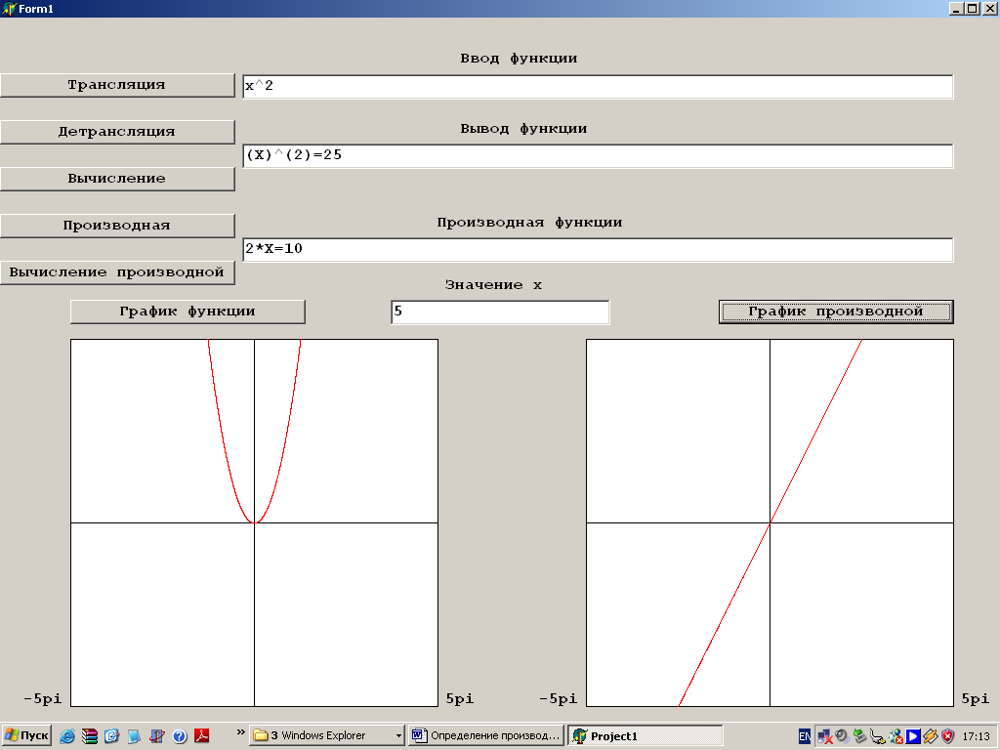 Form1
Ввод функции
Трансляция
x^2
Детрансляция
Вывод функции
(X)^(2)=25
Вычисление
Производная
Производная функции
2*X=10
Вычисление производной
Значение x
График функции
5
График производной
-5pi
5pi
-5pi
5pi
Пуск
»
3 Windows Explorer
Определение производ...
Project1
EN
17:13